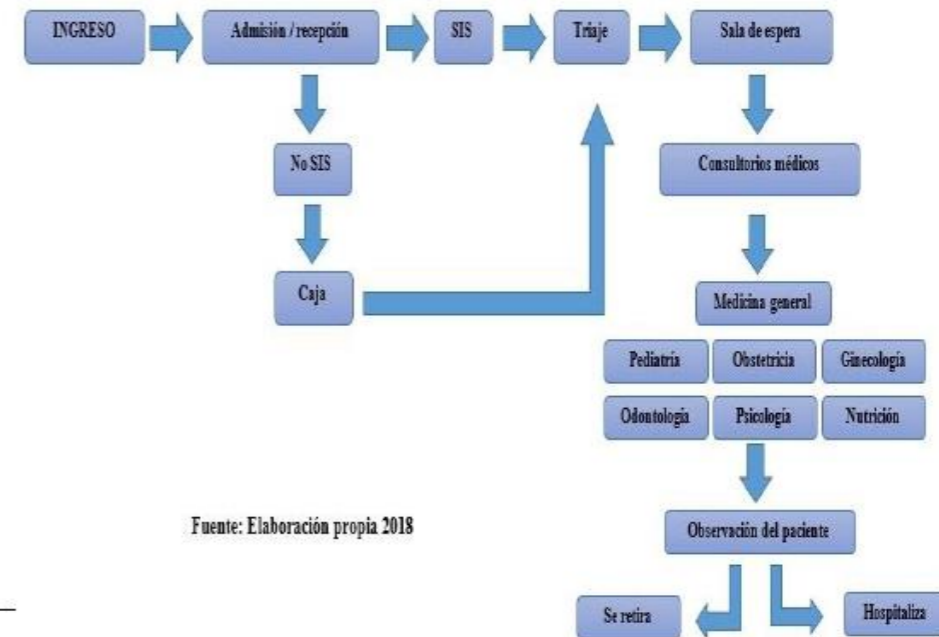 INGRESO
Admisión / recepción
SIS
Triaje
Sala de espera
No SIS
Consultorios médicos
Caja
Medicina general
Pediatría
Obstetricia
Ginecología
Odontología
Psicología
Nutrición
Fuente: Elaboración propia 2018
Observación del paciente
Se retira
Hospitaliza